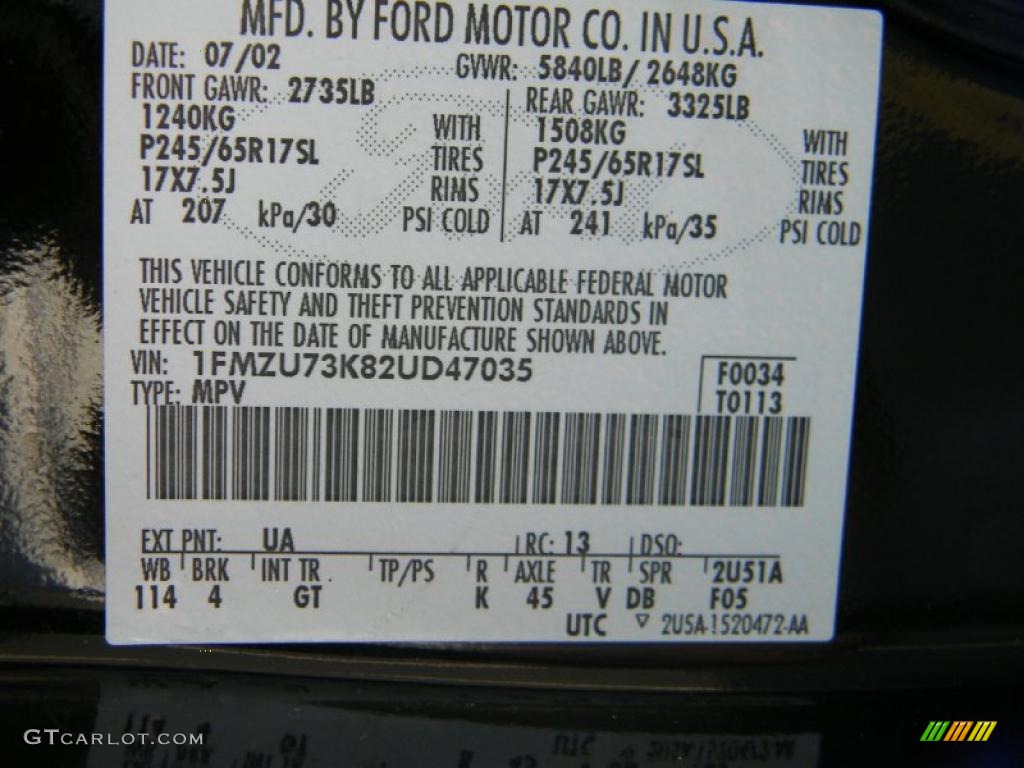 MFD. BY FORD MOTOR CO. IN U.S.A.
DATE: 07/02 GVWR: 5840LB/ 2648KG
FRONT GAWR: 2735LB REAR GAWR: 3325LB
1240KG WITH 1508KG WITH
P245/65R17SL TIRES P245/65R17SL TIRES
17X7.5J RIMS 17X7.5J RIMS
AT 207 kPa/30 PSI COLD AT 241 kPa/35 PSI COLD
THIS VEHICLE CONFORMS TO ALL APPLICABLE FEDERAL MOTOR
VEHICLE SAFETY AND THEFT PREVENTION STANDARDS IN
EFFECT ON THE DATE OF MANUFACTURE SHOWN ABOVE.
VIN: 1FMZU73K82UD47035 F0034
TYPE: MPV T0113
EXT PNT: UA RC: 13 DSO:
WB BRK INT TR TP/PS R AXLE TR SPR 2U51A
114 4 GT K 45 V DB F05
UTC ▽ 2U5A-1520472-AA
GTCARLOT.COM